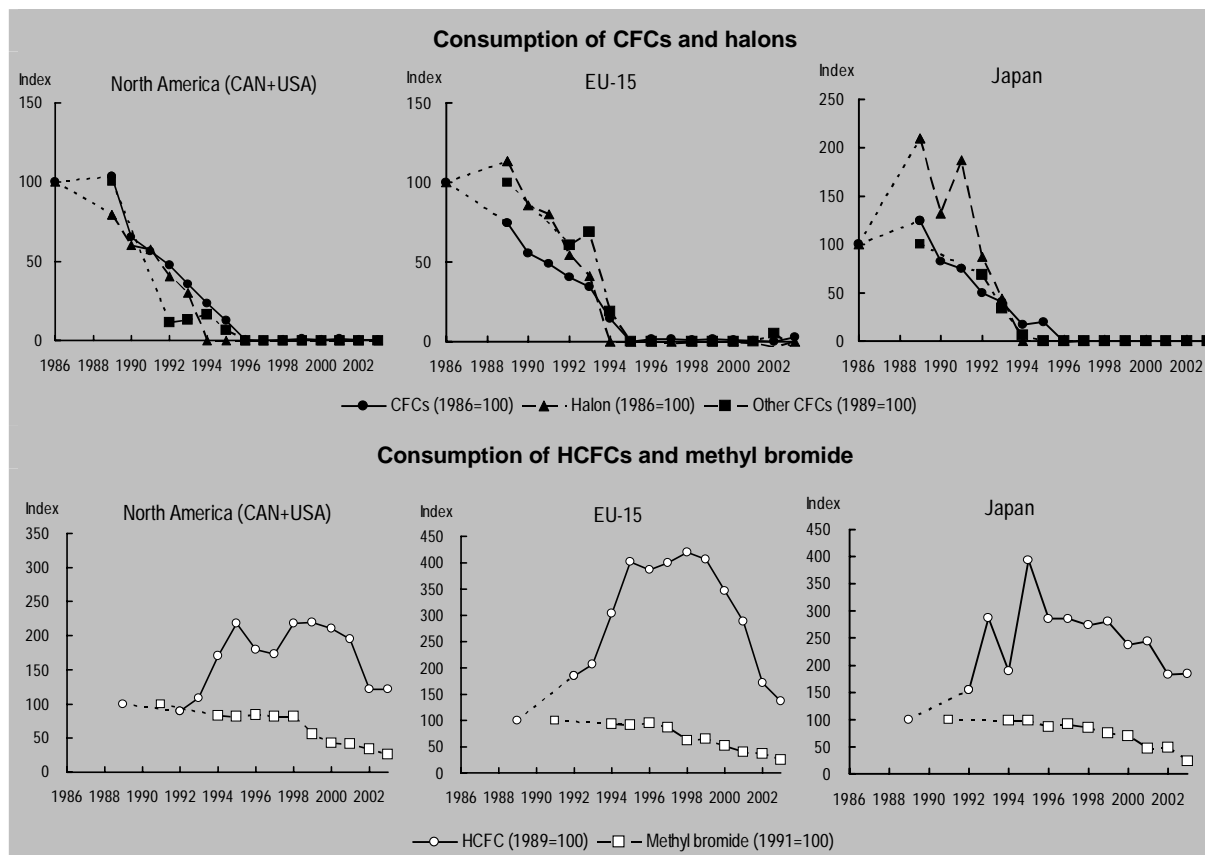 Consumption of CFCs and halons
Index
North America (CAN+USA)
150
100
50
0
1986 1988 1990 1992 1994 1996 1998 2000 2002
Index
EU-15
150
100
50
0
1986 1988 1990 1992 1994 1996 1998 2000 2002
Index
Japan
250
200
150
100
50
0
1986 1988 1990 1992 1994 1996 1998 2000 2002
CFCs (1986=100) Halon (1986=100) Other CFCs (1989=100)
Consumption of HCFCs and methyl bromide
Index
North America (CAN+USA)
350
300
250
200
150
100
50
0
1986 1988 1990 1992 1994 1996 1998 2000 2002
Index
EU-15
450
400
350
300
250
200
150
100
50
0
1986 1988 1990 1992 1994 1996 1998 2000 2002
Index
Japan
450
400
350
300
250
200
150
100
50
0
1986 1988 1990 1992 1994 1996 1998 2000 2002
HCFC (1989=100) Methyl bromide (1991=100)